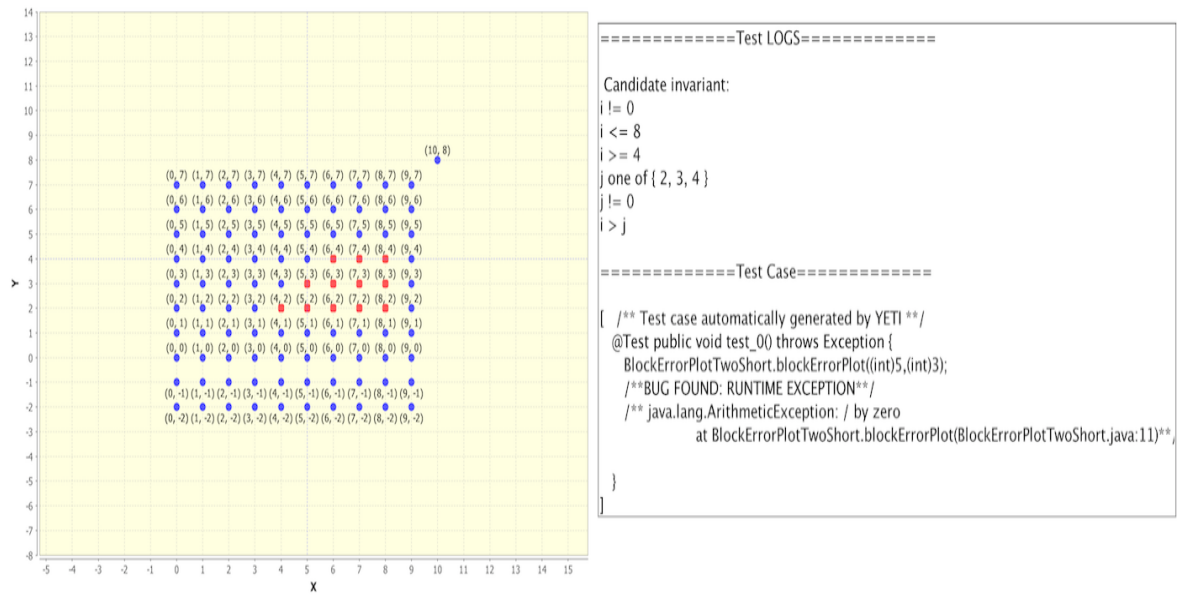 14
13
12
11
10
9
8
7
6
5
4
3
2
1
0
-1
-2
-3
-4
-5
-6
-7
-8
Y
(10, 8)
(0, 7) (1, 7) (2, 7) (3, 7) (4, 7) (5, 7) (6, 7) (7, 7) (8, 7) (9, 7)
(0, 6) (1, 6) (2, 6) (3, 6) (4, 6) (5, 6) (6, 6) (7, 6) (8, 6) (9, 6)
(0, 5) (1, 5) (2, 5) (3, 5) (4, 5) (5, 5) (6, 5) (7, 5) (8, 5) (9, 5)
(0, 4) (1, 4) (2, 4) (3, 4) (4, 4) (5, 4) (6, 4) (7, 4) (8, 4) (9, 4)
(0, 3) (1, 3) (2, 3) (3, 3) (4, 3) (5, 3) (6, 3) (7, 3) (8, 3) (9, 3)
(0, 2) (1, 2) (2, 2) (3, 2) (4, 2) (5, 2) (6, 2) (7, 2) (8, 2) (9, 2)
(0, 1) (1, 1) (2, 1) (3, 1) (4, 1) (5, 1) (6, 1) (7, 1) (8, 1) (9, 1)
(0, 0) (1, 0) (2, 0) (3, 0) (4, 0) (5, 0) (6, 0) (7, 0) (8, 0) (9, 0)
(0, -1) (1, -1) (2, -1) (3, -1) (4, -1) (5, -1) (6, -1) (7, -1) (8, -1) (9, -1)
(0, -2) (1, -2) (2, -2) (3, -2) (4, -2) (5, -2) (6, -2) (7, -2) (8, -2) (9, -2)
-5 -4 -3 -2 -1 0 1 2 3 4 5 6 7 8 9 10 11 12 13 14 15
X
=============Test LOGS=============
Candidate invariant:
i != 0
i <= 8
i >= 4
j one of { 2, 3, 4 }
j != 0
i > j
=============Test Case=============
[ /** Test case automatically generated by YETI **/
@Test public void test_0() throws Exception {
BlockErrorPlotTwoShort.blockErrorPlot((int)5,(int)3);
/**BUG FOUND: RUNTIME EXCEPTION**/
/** java.lang.ArithmeticException: / by zero
at BlockErrorPlotTwoShort.blockErrorPlot(BlockErrorPlotTwoShort.java:11)**/
}
]